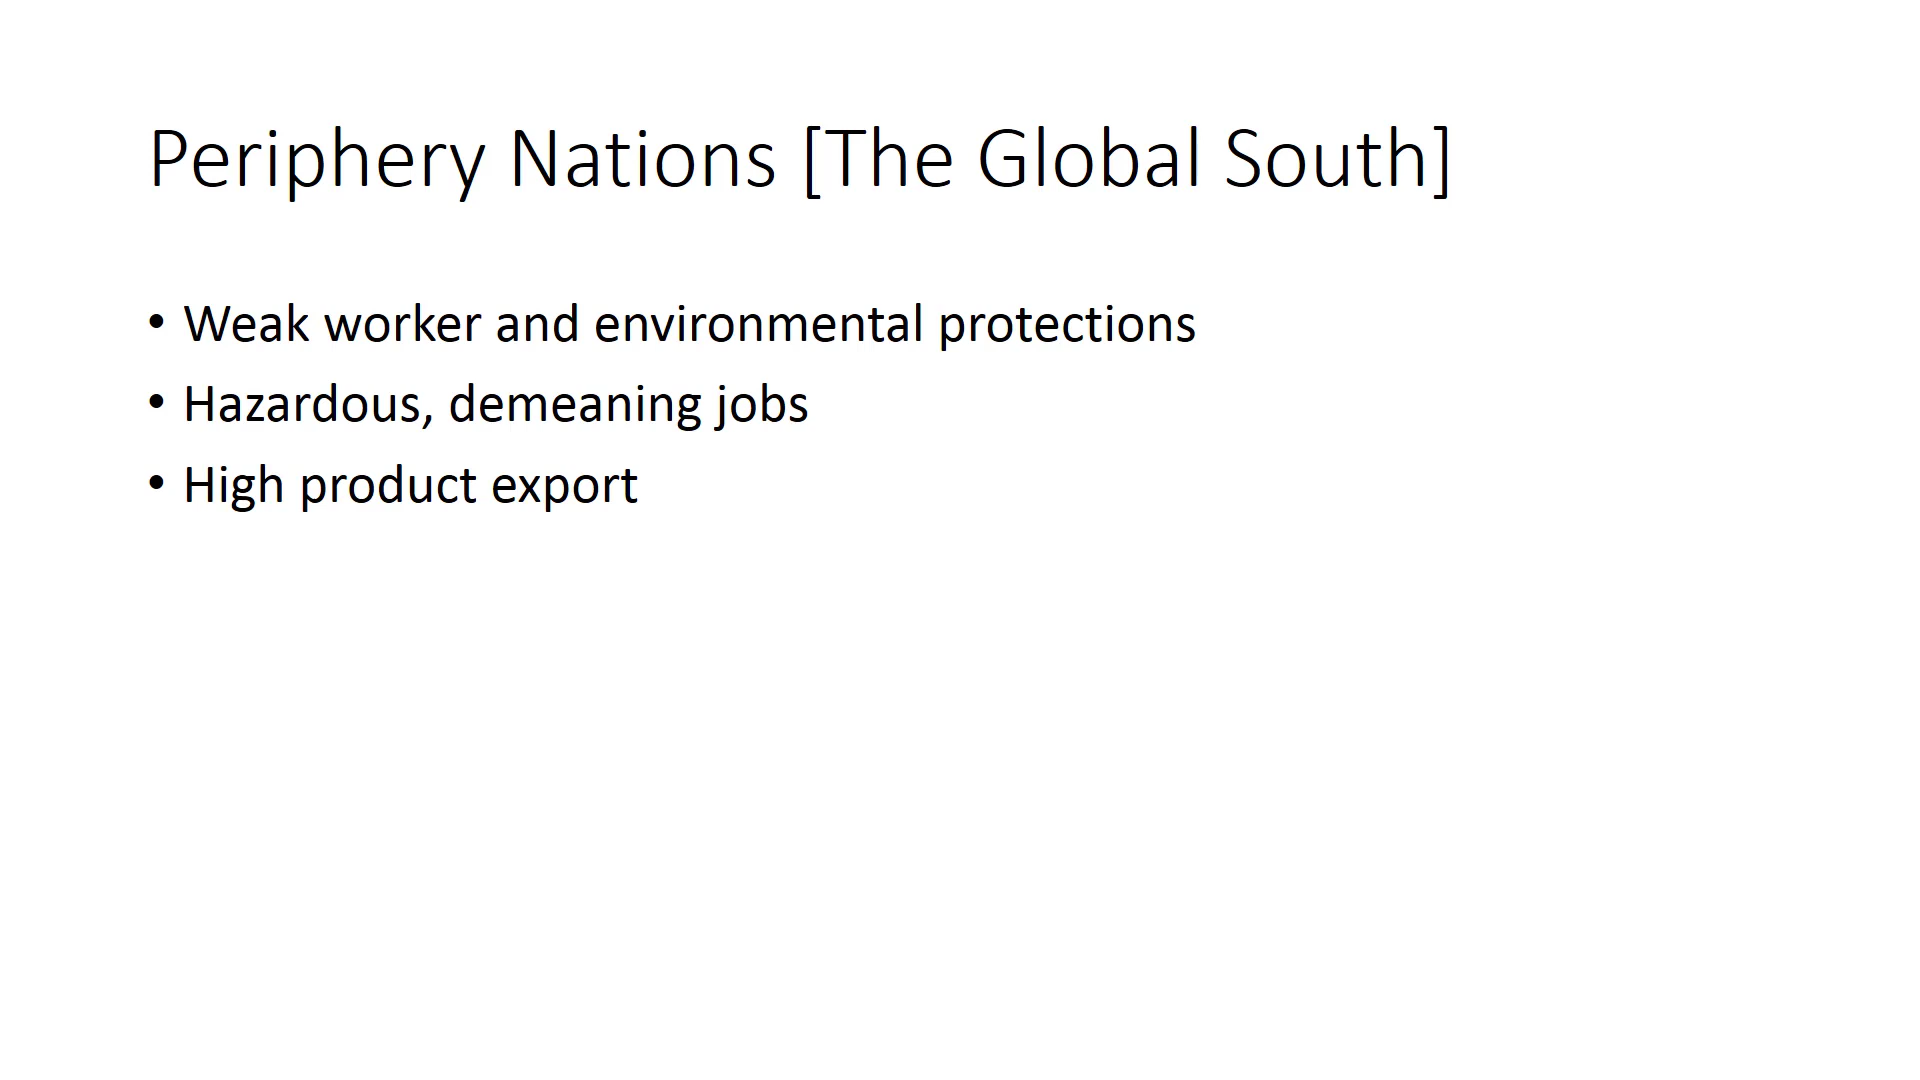 Periphery Nations [The Global South]
• Weak worker and environmental protections
• Hazardous, demeaning jobs
• High product export